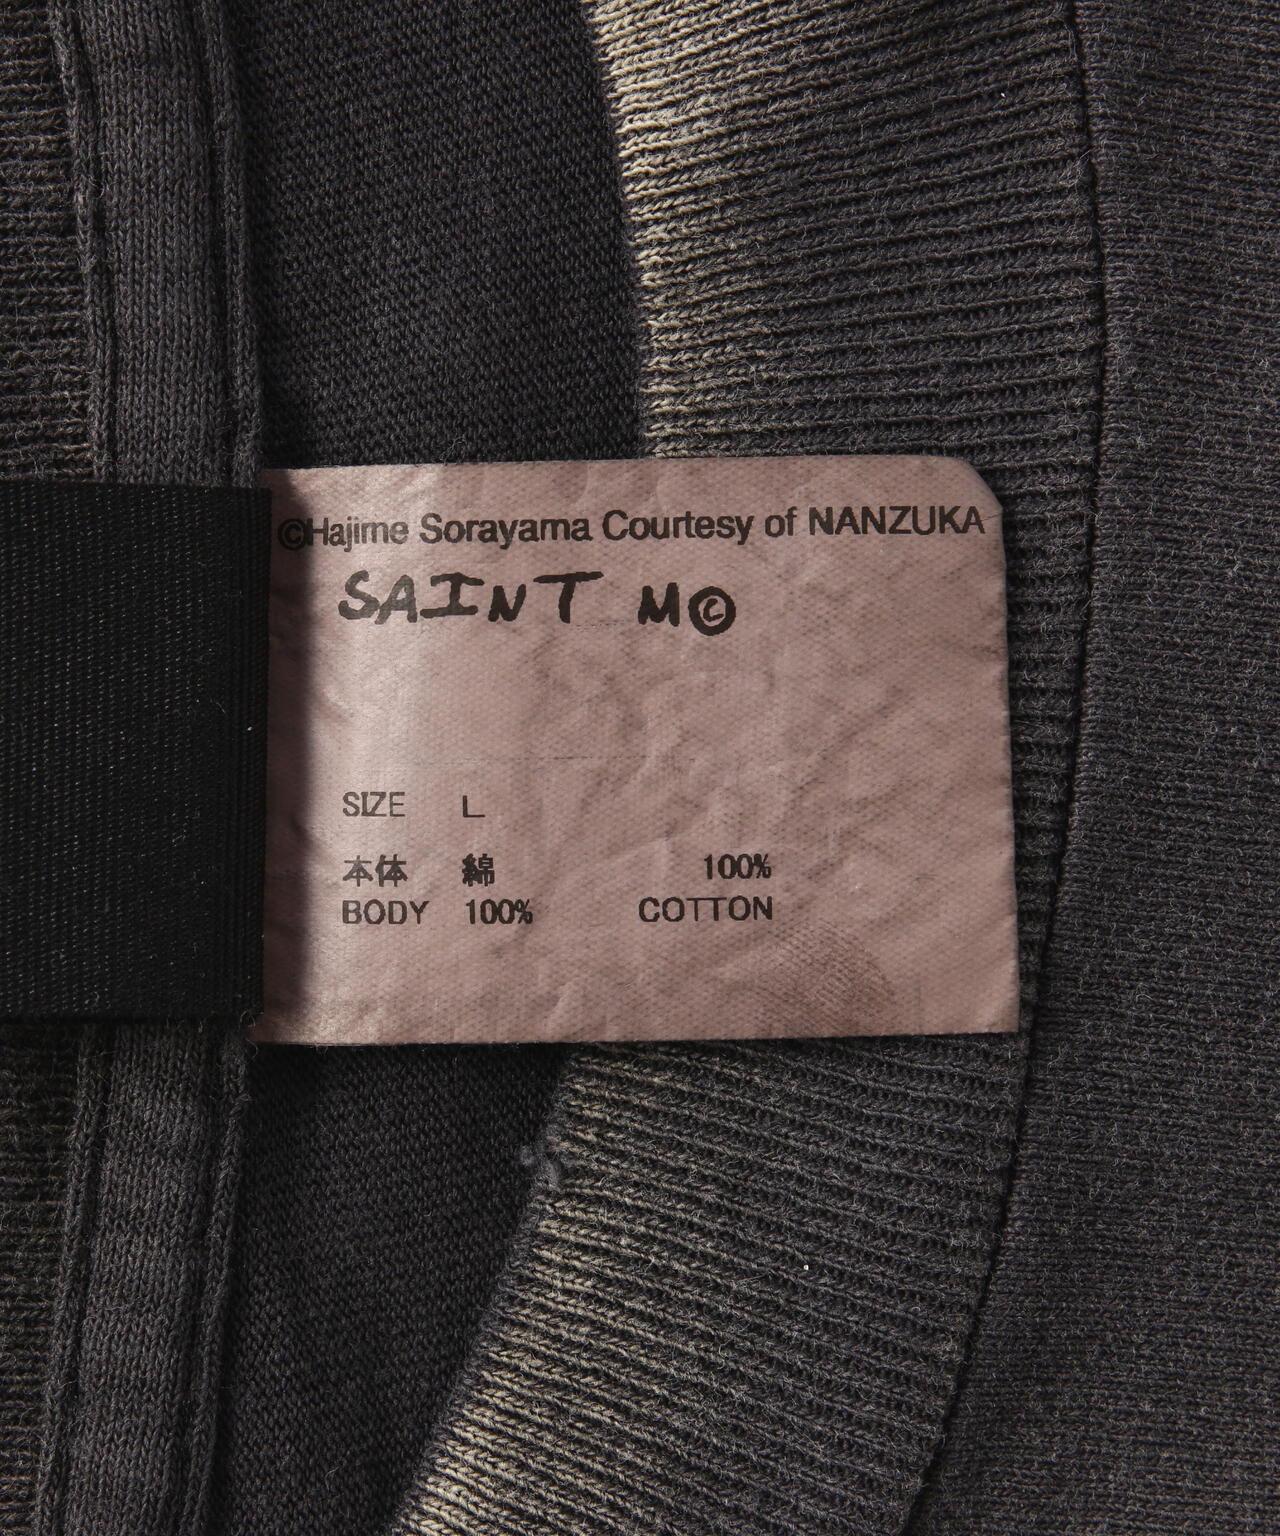 ©Hajime Sorayama Courtesy of NANZUKA
SAINT M©
SIZE L
本体 綿 100%
BODY 100% COTTON